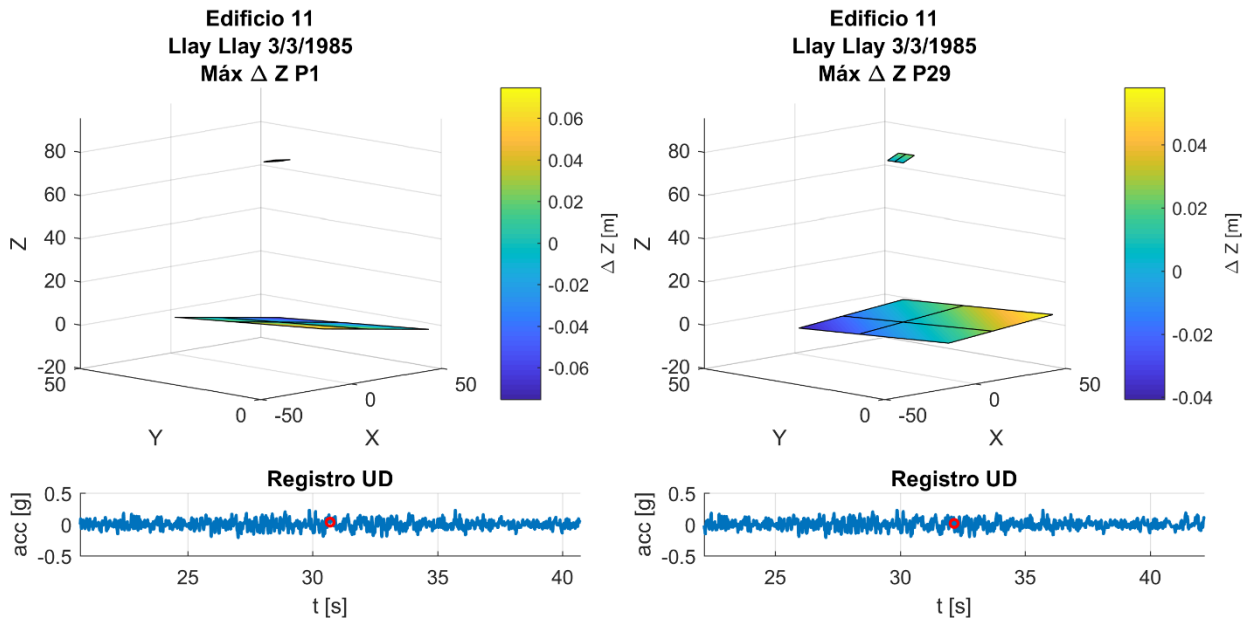 Edificio 11
Llay Llay 3/3/1985
Máx Δ Z P1
80
60
40
20
0
-20
Z
50
0
Y
-50
0
50
X
0.06
0.04
0.02
0
-0.02
-0.04
-0.06
Δ Z [m]
Registro UD
0.5
0
-0.5
acc [g]
25
30
35
40
t [s]
Edificio 11
Llay Llay 3/3/1985
Máx Δ Z P29
80
60
40
20
0
-20
Z
50
0
Y
-50
0
50
X
0.04
0.02
0
-0.02
-0.04
Δ Z [m]
Registro UD
0.5
0
-0.5
acc [g]
25
30
35
40
t [s]